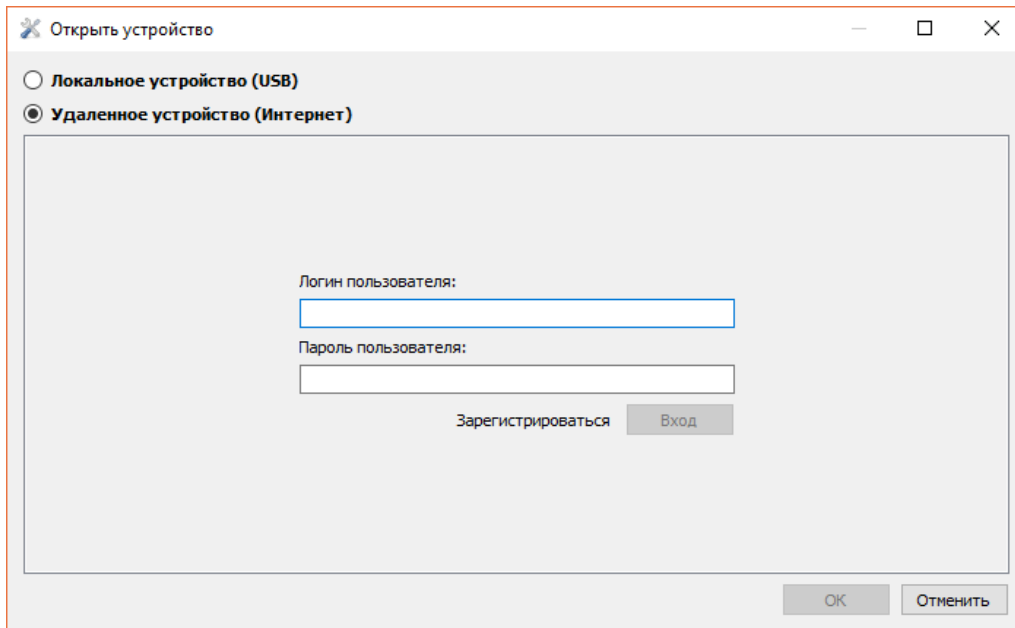 Открыть устройство
Локальное устройство (USB)
Удаленное устройство (Интернет)
Логин пользователя:
Пароль пользователя:
Зарегистрироваться Вход
OK Отменить